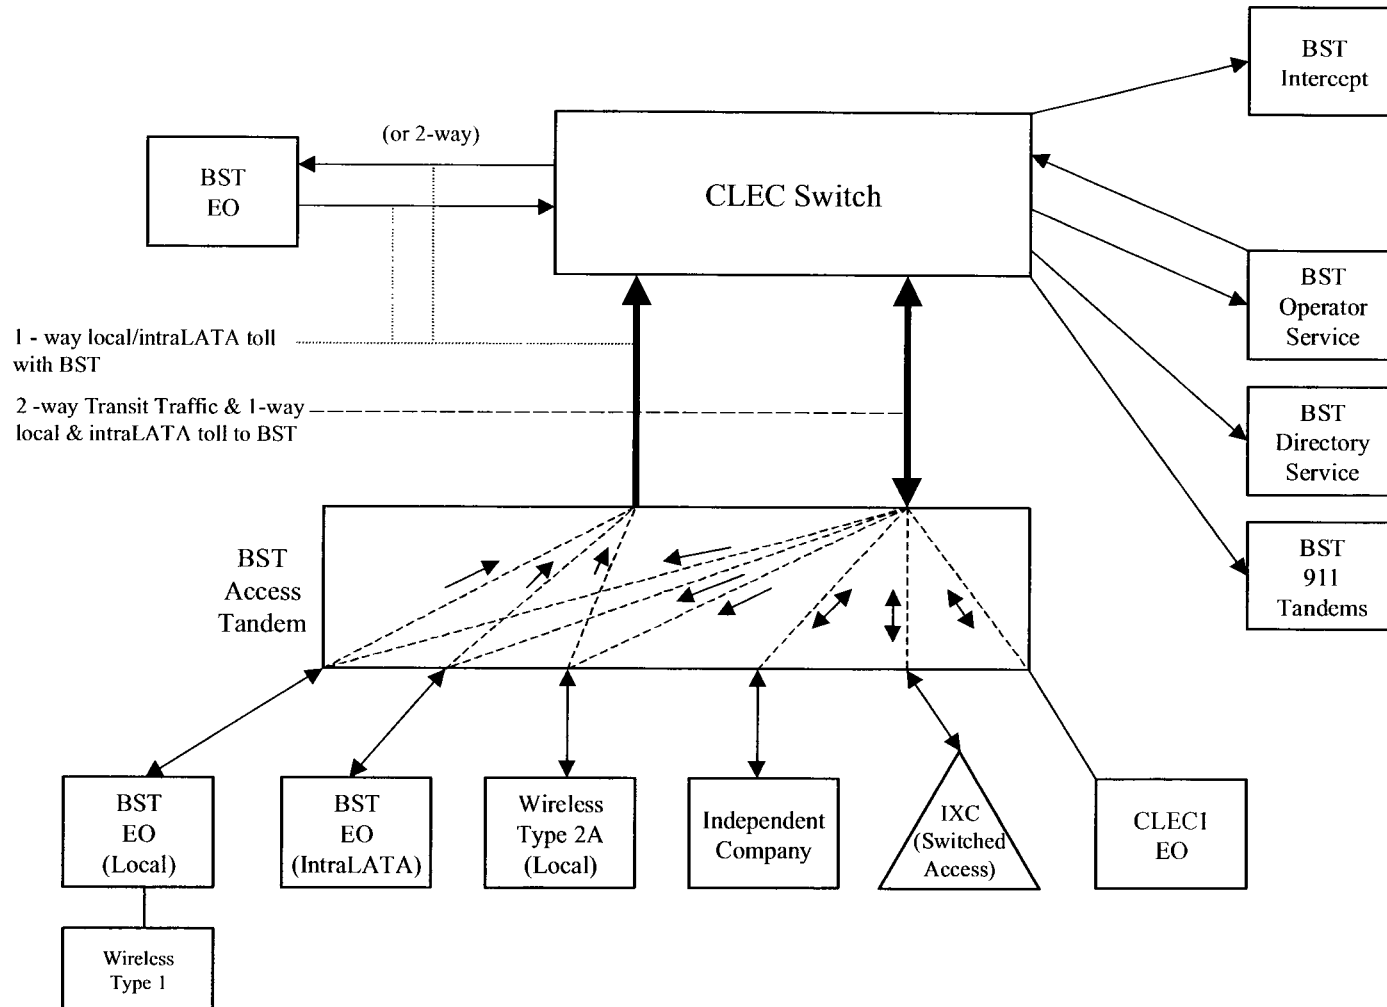 BST
Intercept
(or 2-way)
BST
EO
CLEC Switch
BST
Operator
Service
1 - way local/intraLATA toll
with BST
2 -way Transit Traffic & 1-way
local & intraLATA toll to BST
BST
Directory
Service
BST
911
Tandems
BST
Access
Tandem
BST
EO
(Local)
BST
EO
(IntraLATA)
Wireless
Type 2A
(Local)
Independent
Company
IXC
(Switched
Access)
CLEC1
EO
Wireless
Type 1